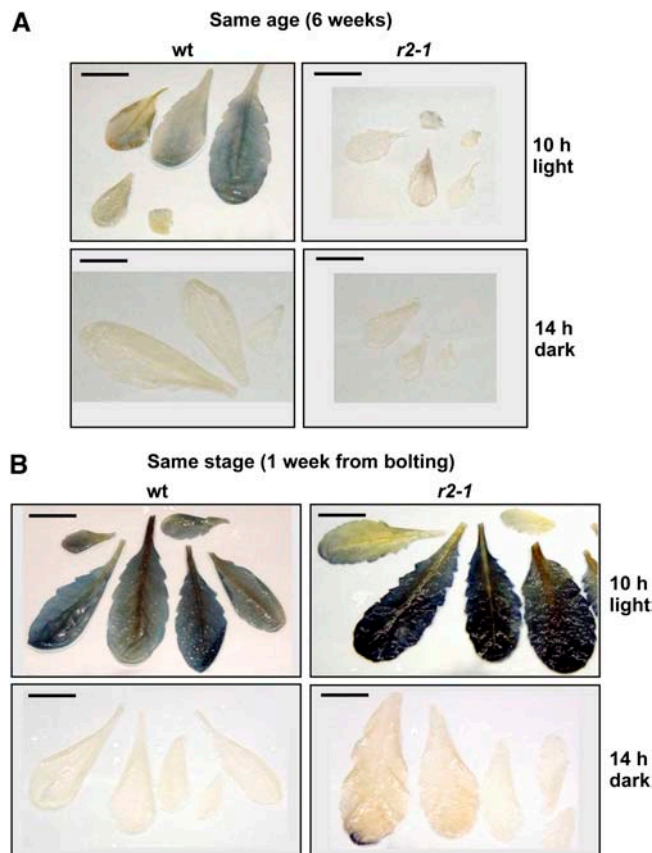 A
Same age (6 weeks)
wt
r2-1
10 h
light
14 h
dark
B
Same stage (1 week from bolting)
wt
r2-1
10 h
light
14 h
dark